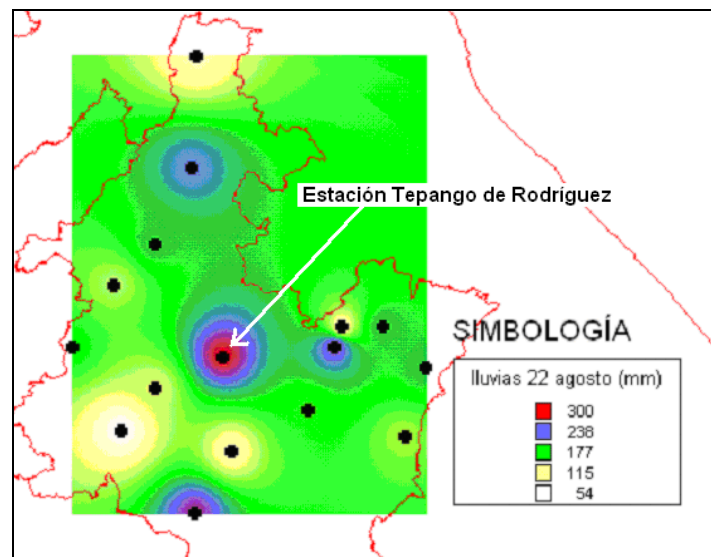 Estación Tepango de Rodríguez
SIMBOLOGÍA
lluvias 22 agosto (mm)
300
238
177
115
54